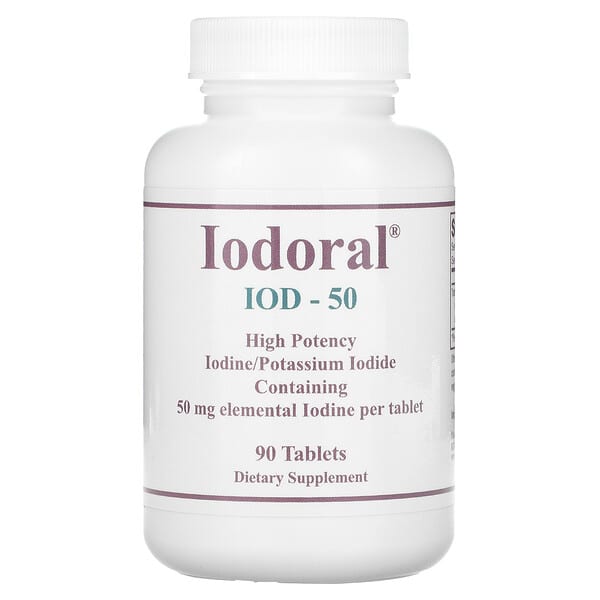 Iodoral®
IOD - 50
High Potency
Iodine/Potassium Iodide
Containing
50 mg elemental Iodine per tablet
90 Tablets
Dietary Supplement